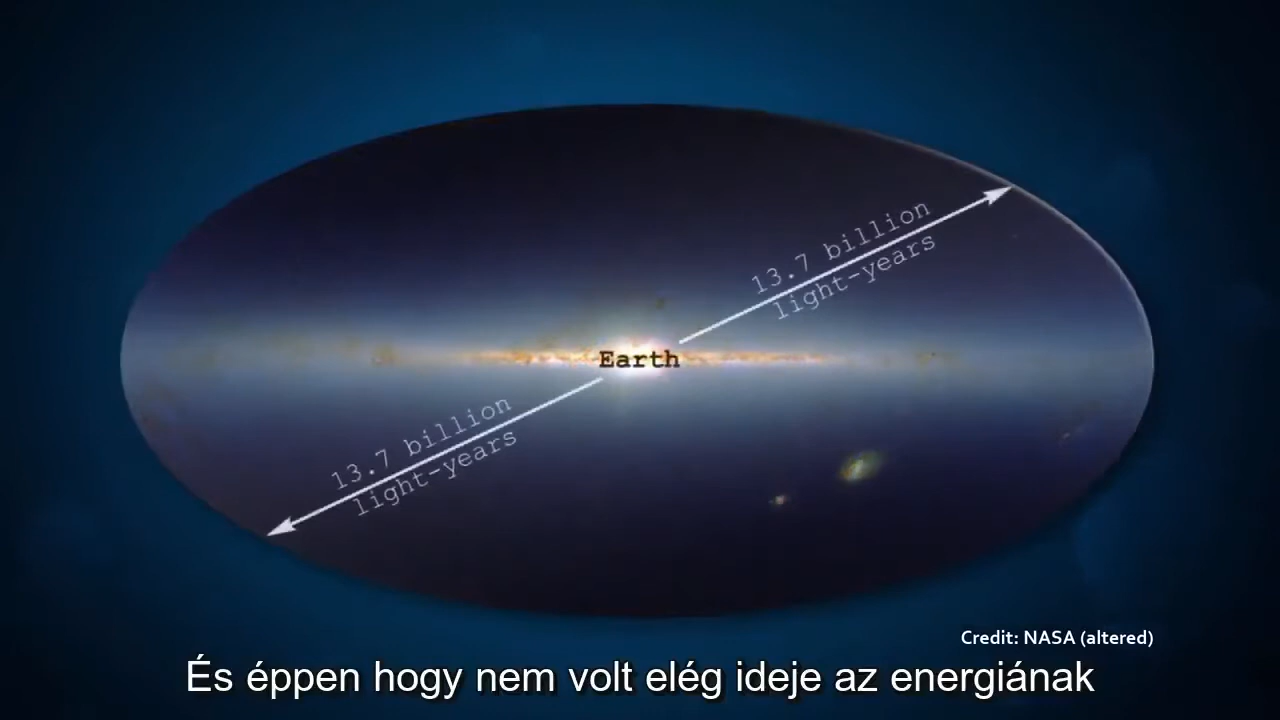 13.7 billion
light-years
Earth
13.7 billion
light-years
Credit: NASA (altered)
És éppen hogy nem volt elég ideje az energiának